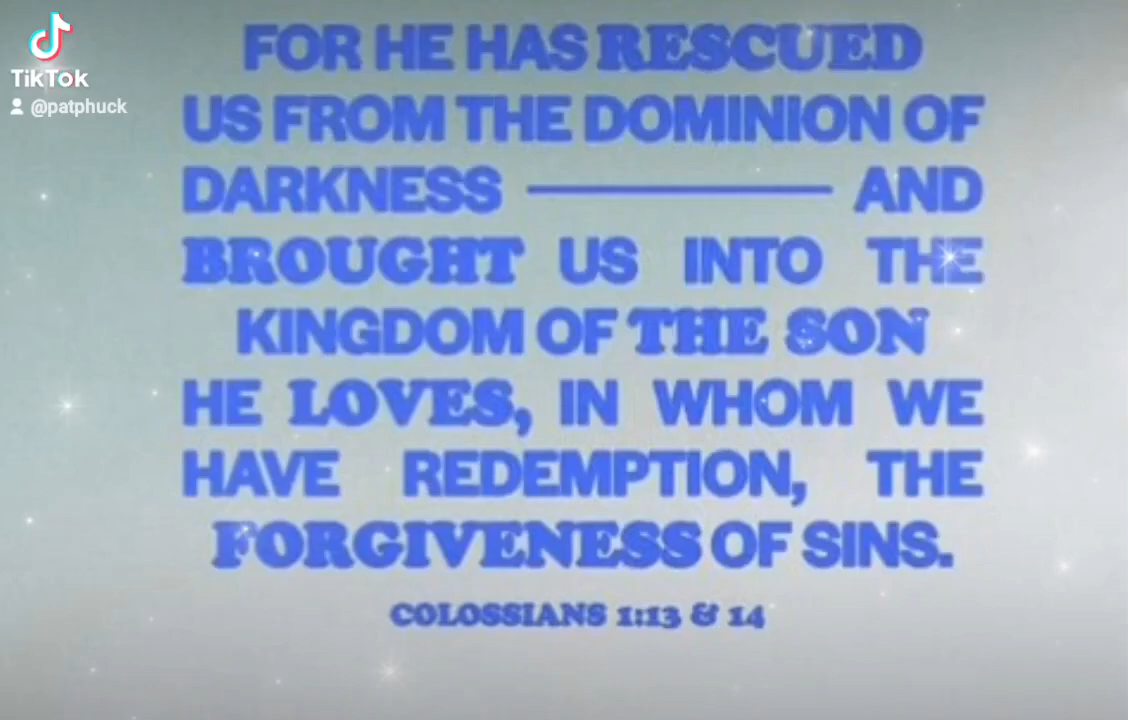 TikTok
@patphuck
FOR HE HAS RESCUED
US FROM THE DOMINION OF
DARKNESS ——— AND
BROUGHT US INTO THE
KINGDOM OF THE SON
HE LOVES, IN WHOM WE
HAVE REDEMPTION, THE
FORGIVENESS OF SINS.
COLOSSIANS 1:13 & 14